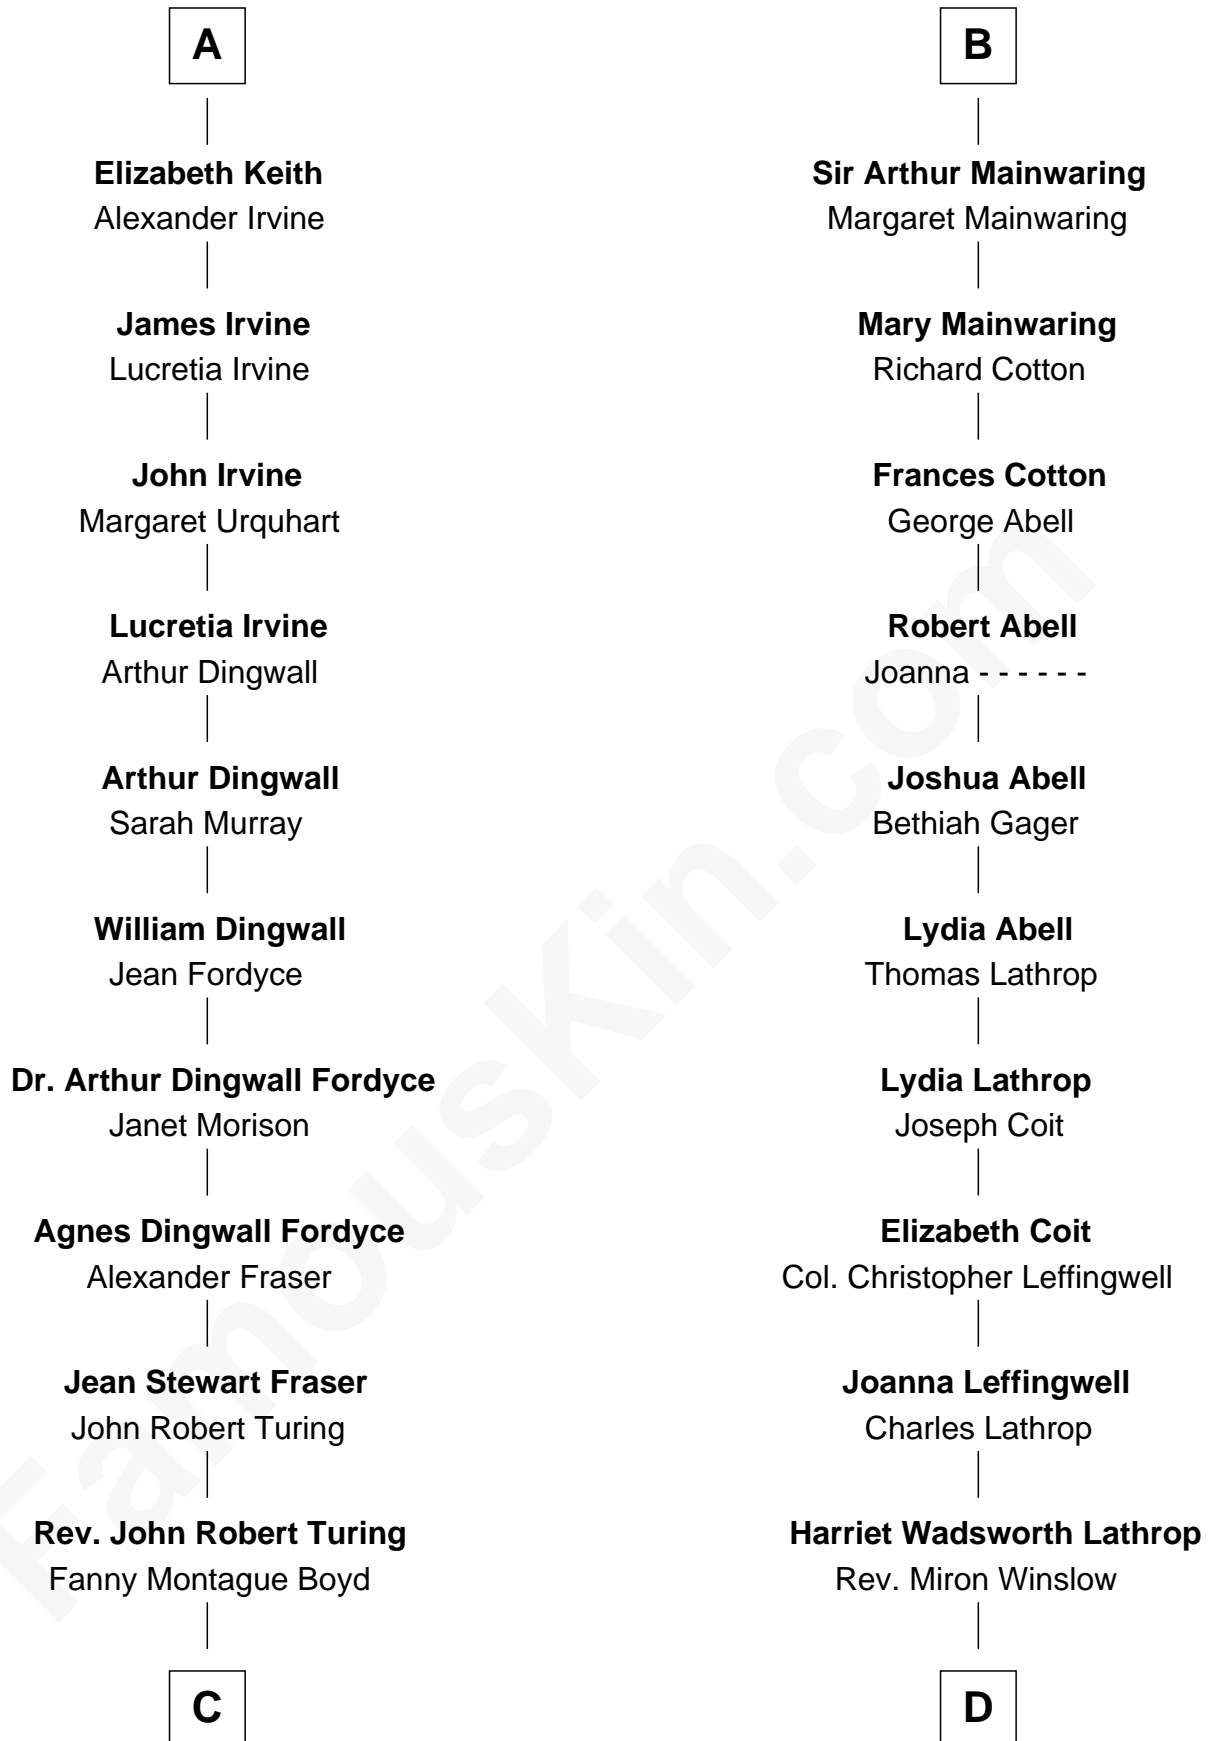 A
Elizabeth Keith
Alexander Irvine
James Irvine
Lucretia Irvine
John Irvine
Margaret Urquhart
Lucretia Irvine
Arthur Dingwall
Arthur Dingwall
Sarah Murray
William Dingwall
Jean Fordyce
Dr. Arthur Dingwall Fordyce
Janet Morison
Agnes Dingwall Fordyce
Alexander Fraser
Jean Stewart Fraser
John Robert Turing
Rev. John Robert Turing
Fanny Montague Boyd
C
B
Sir Arthur Mainwaring
Margaret Mainwaring
Mary Mainwaring
Richard Cotton
Frances Cotton
George Abell
Robert Abell
Joanna - - - - - -
Joshua Abell
Bethiah Gager
Lydia Abell
Thomas Lathrop
Lydia Lathrop
Joseph Coit
Elizabeth Coit
Col. Christopher Leffingwell
Joanna Leffingwell
Charles Lathrop
Harriet Wadsworth Lathrop
Rev. Miron Winslow
D
FamousKin.com